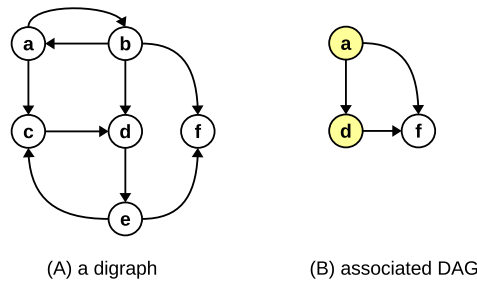 a b
c d f
e
(A) a digraph
a
d f
(B) associated DAG